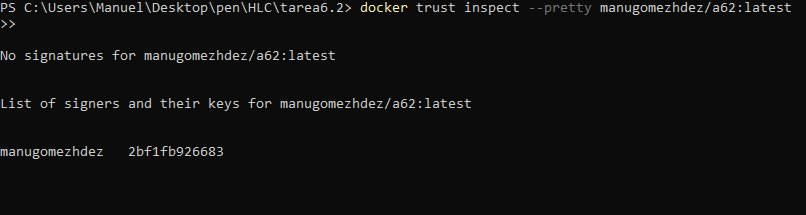 PS C:\Users\Manuel\Desktop\pen\HLC\tarea6.2> docker trust inspect --pretty manugomezhdez/a62:latest
>>
No signatures for manugomezhdez/a62:latest
List of signers and their keys for manugomezhdez/a62:latest
manugomezhdez   2bf1fb926683